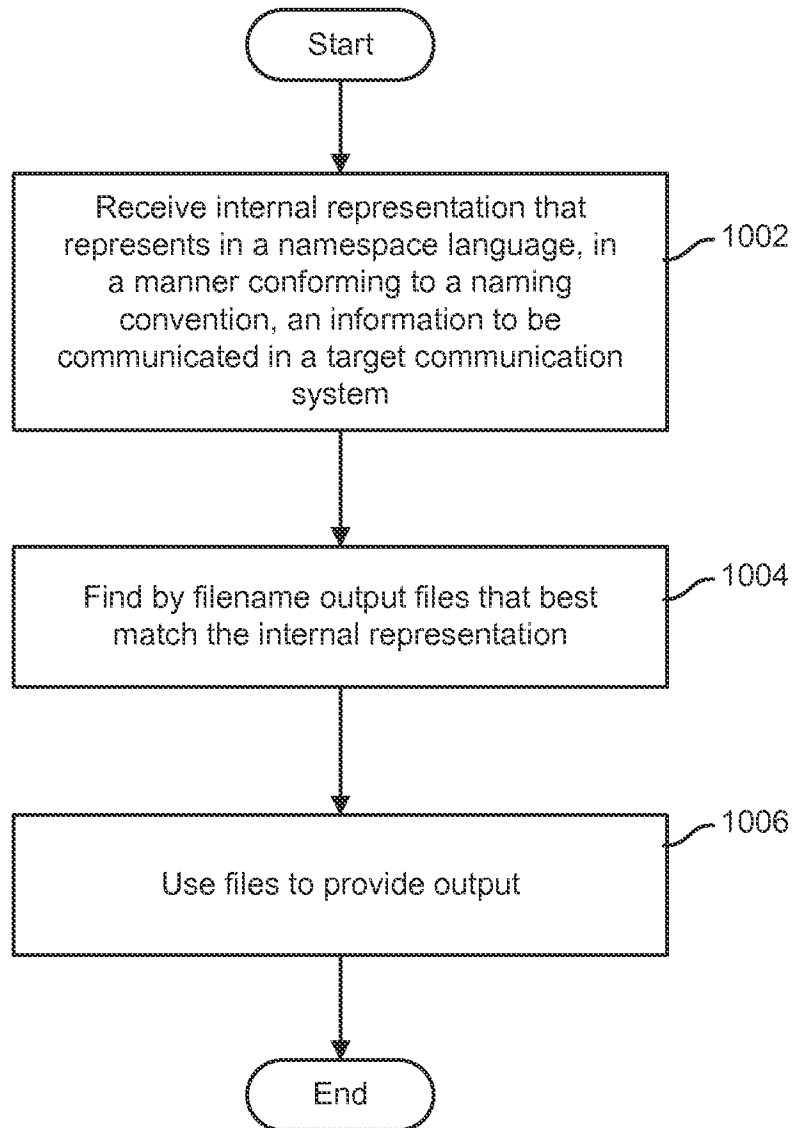 Start
Receive internal representation that
represents in a namespace language, in
a manner conforming to a naming
convention, an information to be
communicated in a target communication
system
1002
Find by filename output files that best
match the internal representation
1004
Use files to provide output
1006
End